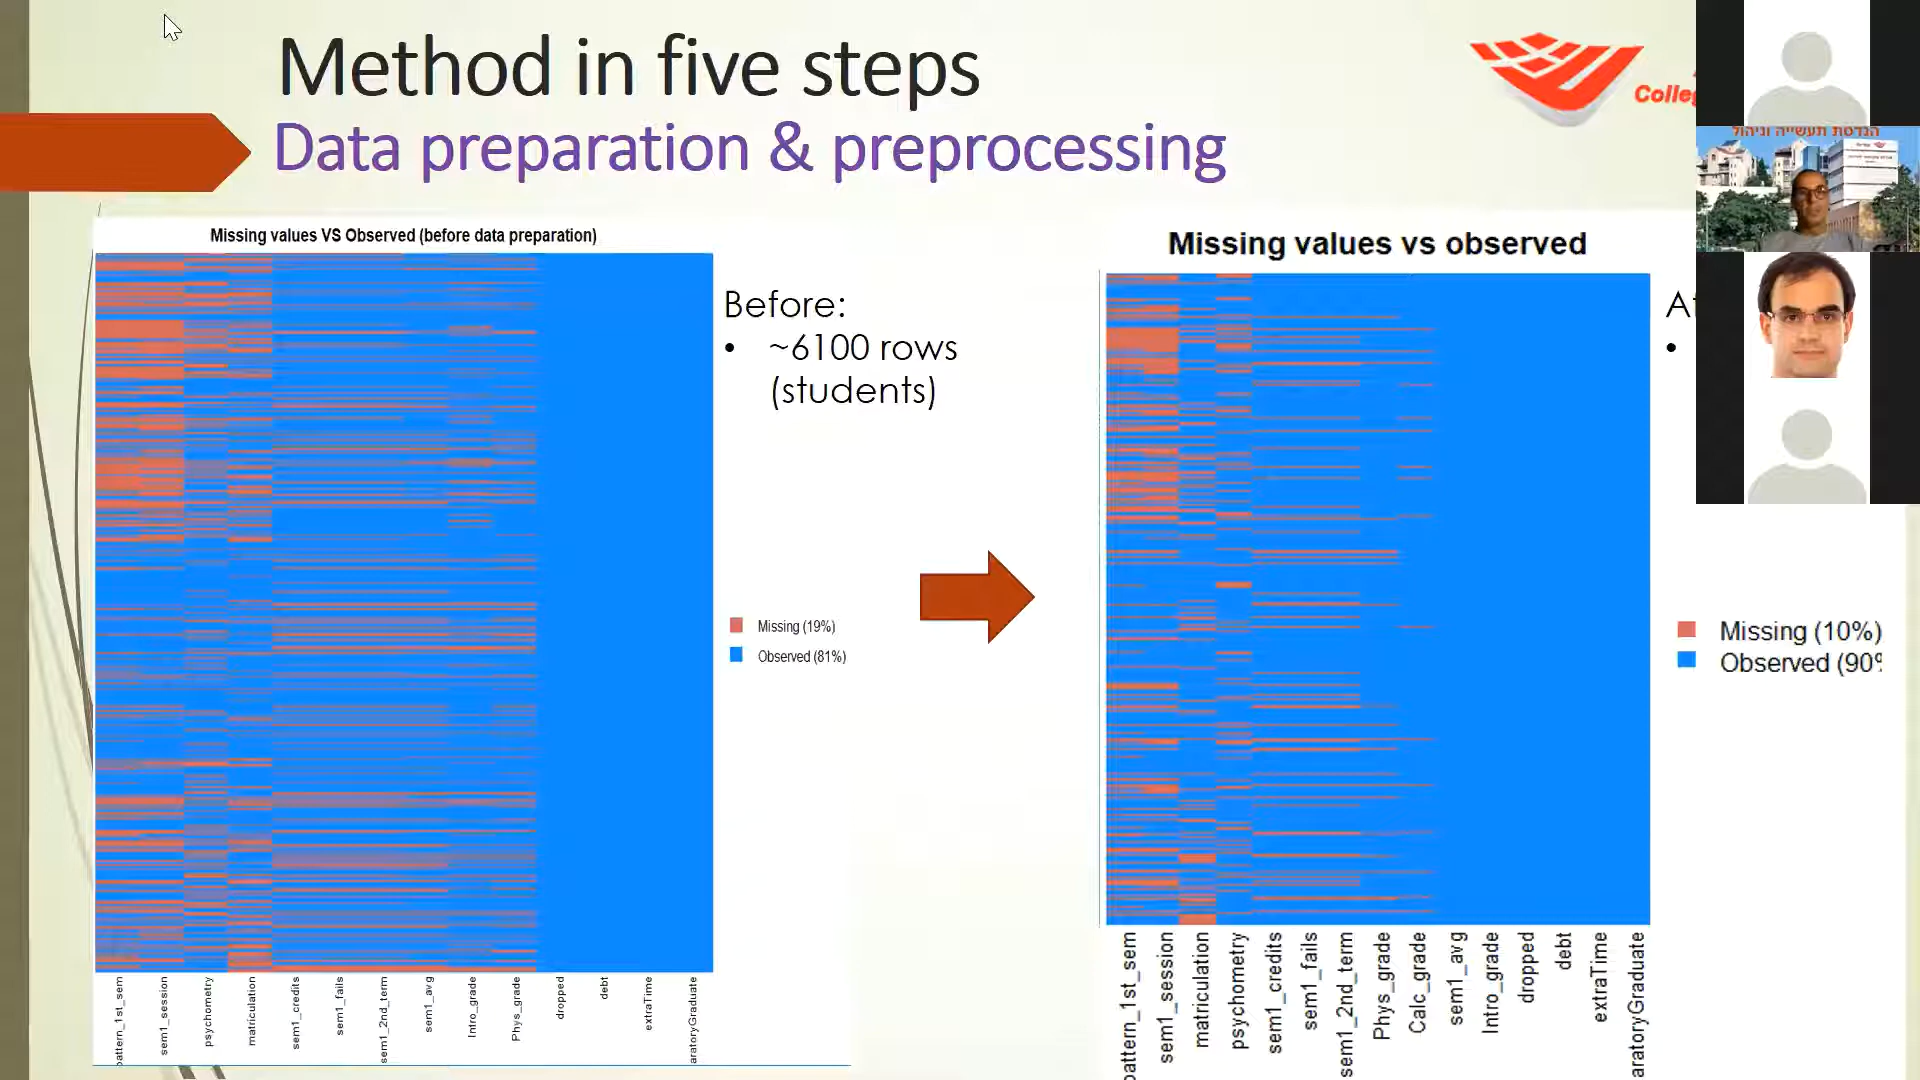 Method in five steps
Data preparation & preprocessing
Colleg
הנדסת תעשייה וניהול
Missing values VS Observed (before data preparation)
Before:
• ~6100 rows
(students)
Missing (19%)
Observed (81%)
pattern_1st_sem
sem1_session
psychometry
matriculation
sem1_credits
sem1_fails
sem1_2nd_term
sem1_avg
Intro_grade
Phys_grade
dropped
debt
extraTime
aratoryGraduate
Missing values vs observed
Missing (10%)
Observed (90%
pattern_1st_sem
sem1_session
matriculation
psychometry
sem1_credits
sem1_fails
sem1_2nd_term
Phys_grade
Calc_grade
sem1_avg
Intro_grade
dropped
debt
extraTime
aratoryGraduate